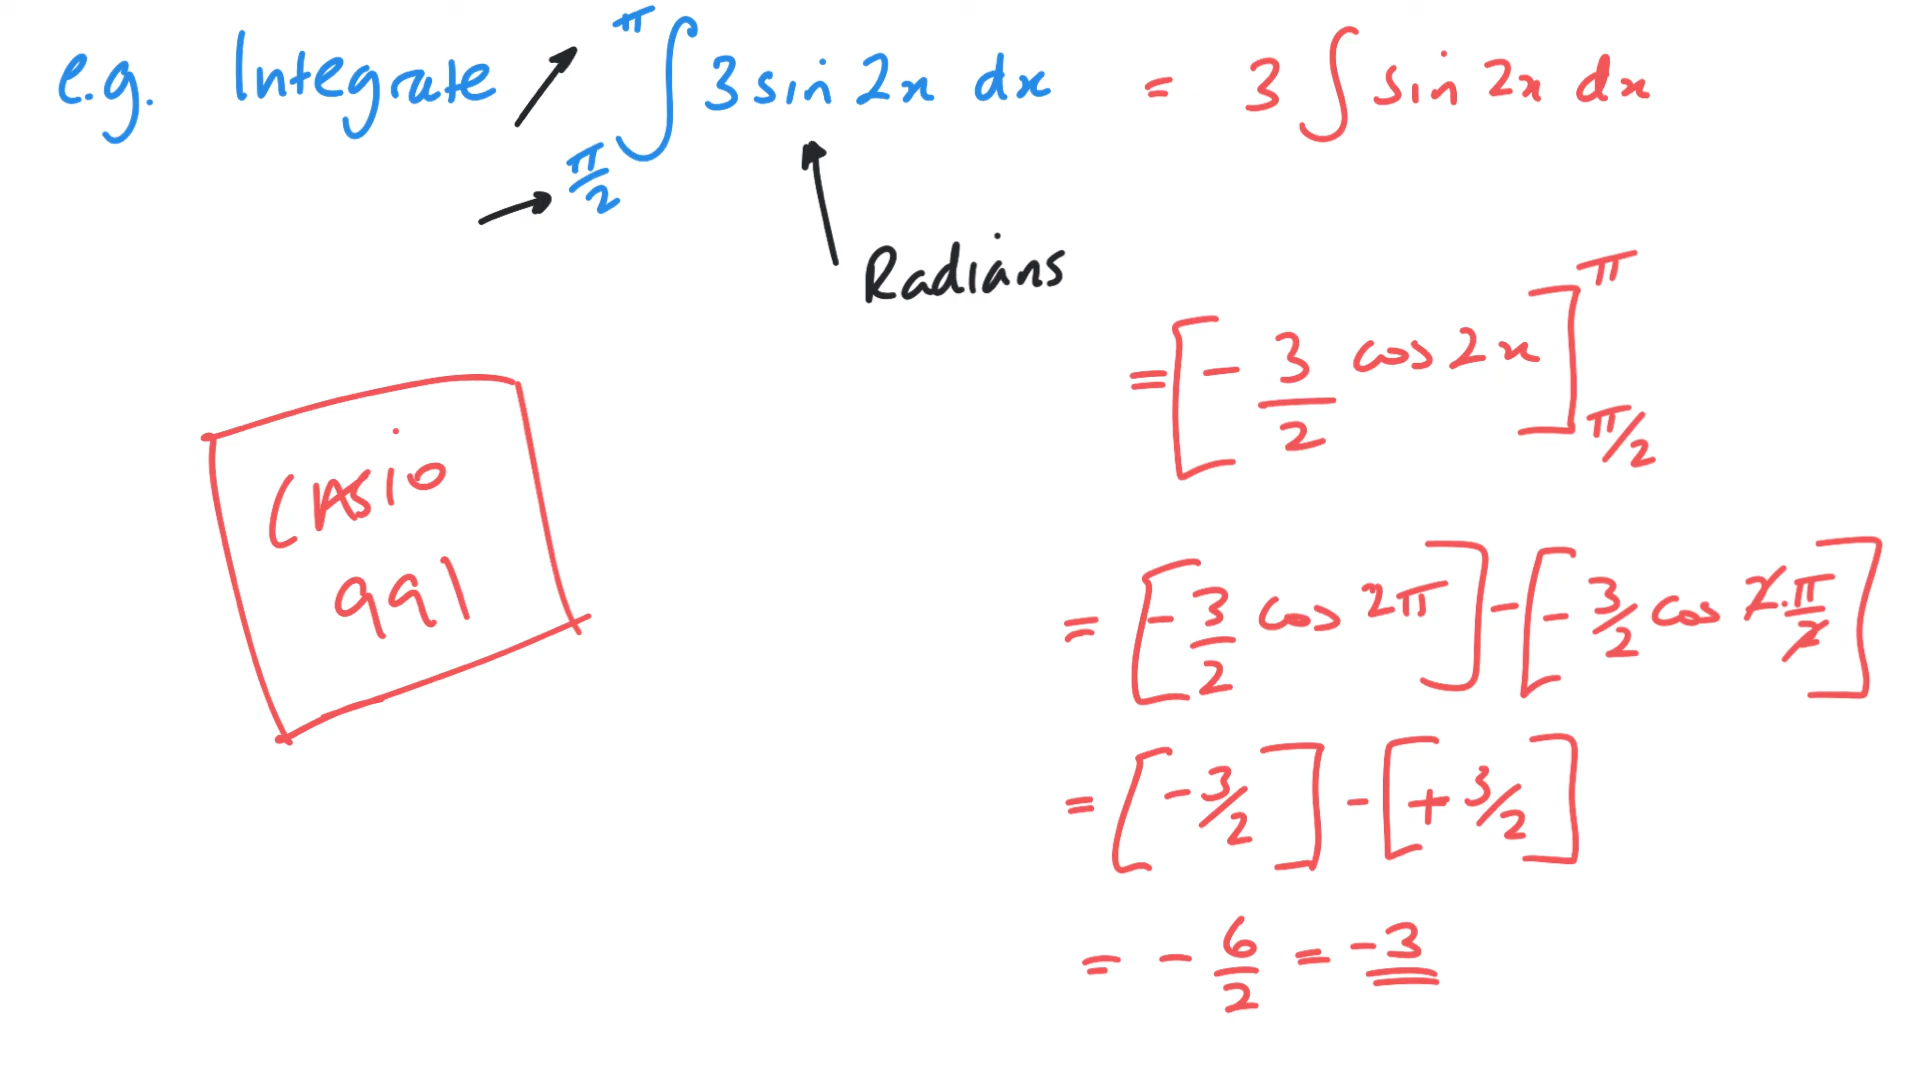 e.g. Integrate ∫_{π/2}^{π} 3 sin 2x dx = 3 ∫ sin 2x dx
Radians
= [ - 3/2 cos 2x ]_{π/2}^{π}
CASIO
991
= [ - 3/2 cos 2π ] - [ - 3/2 cos 2·π/2 ]
= [ - 3/2 ] - [ + 3/2 ]
= - 6/2 = -3